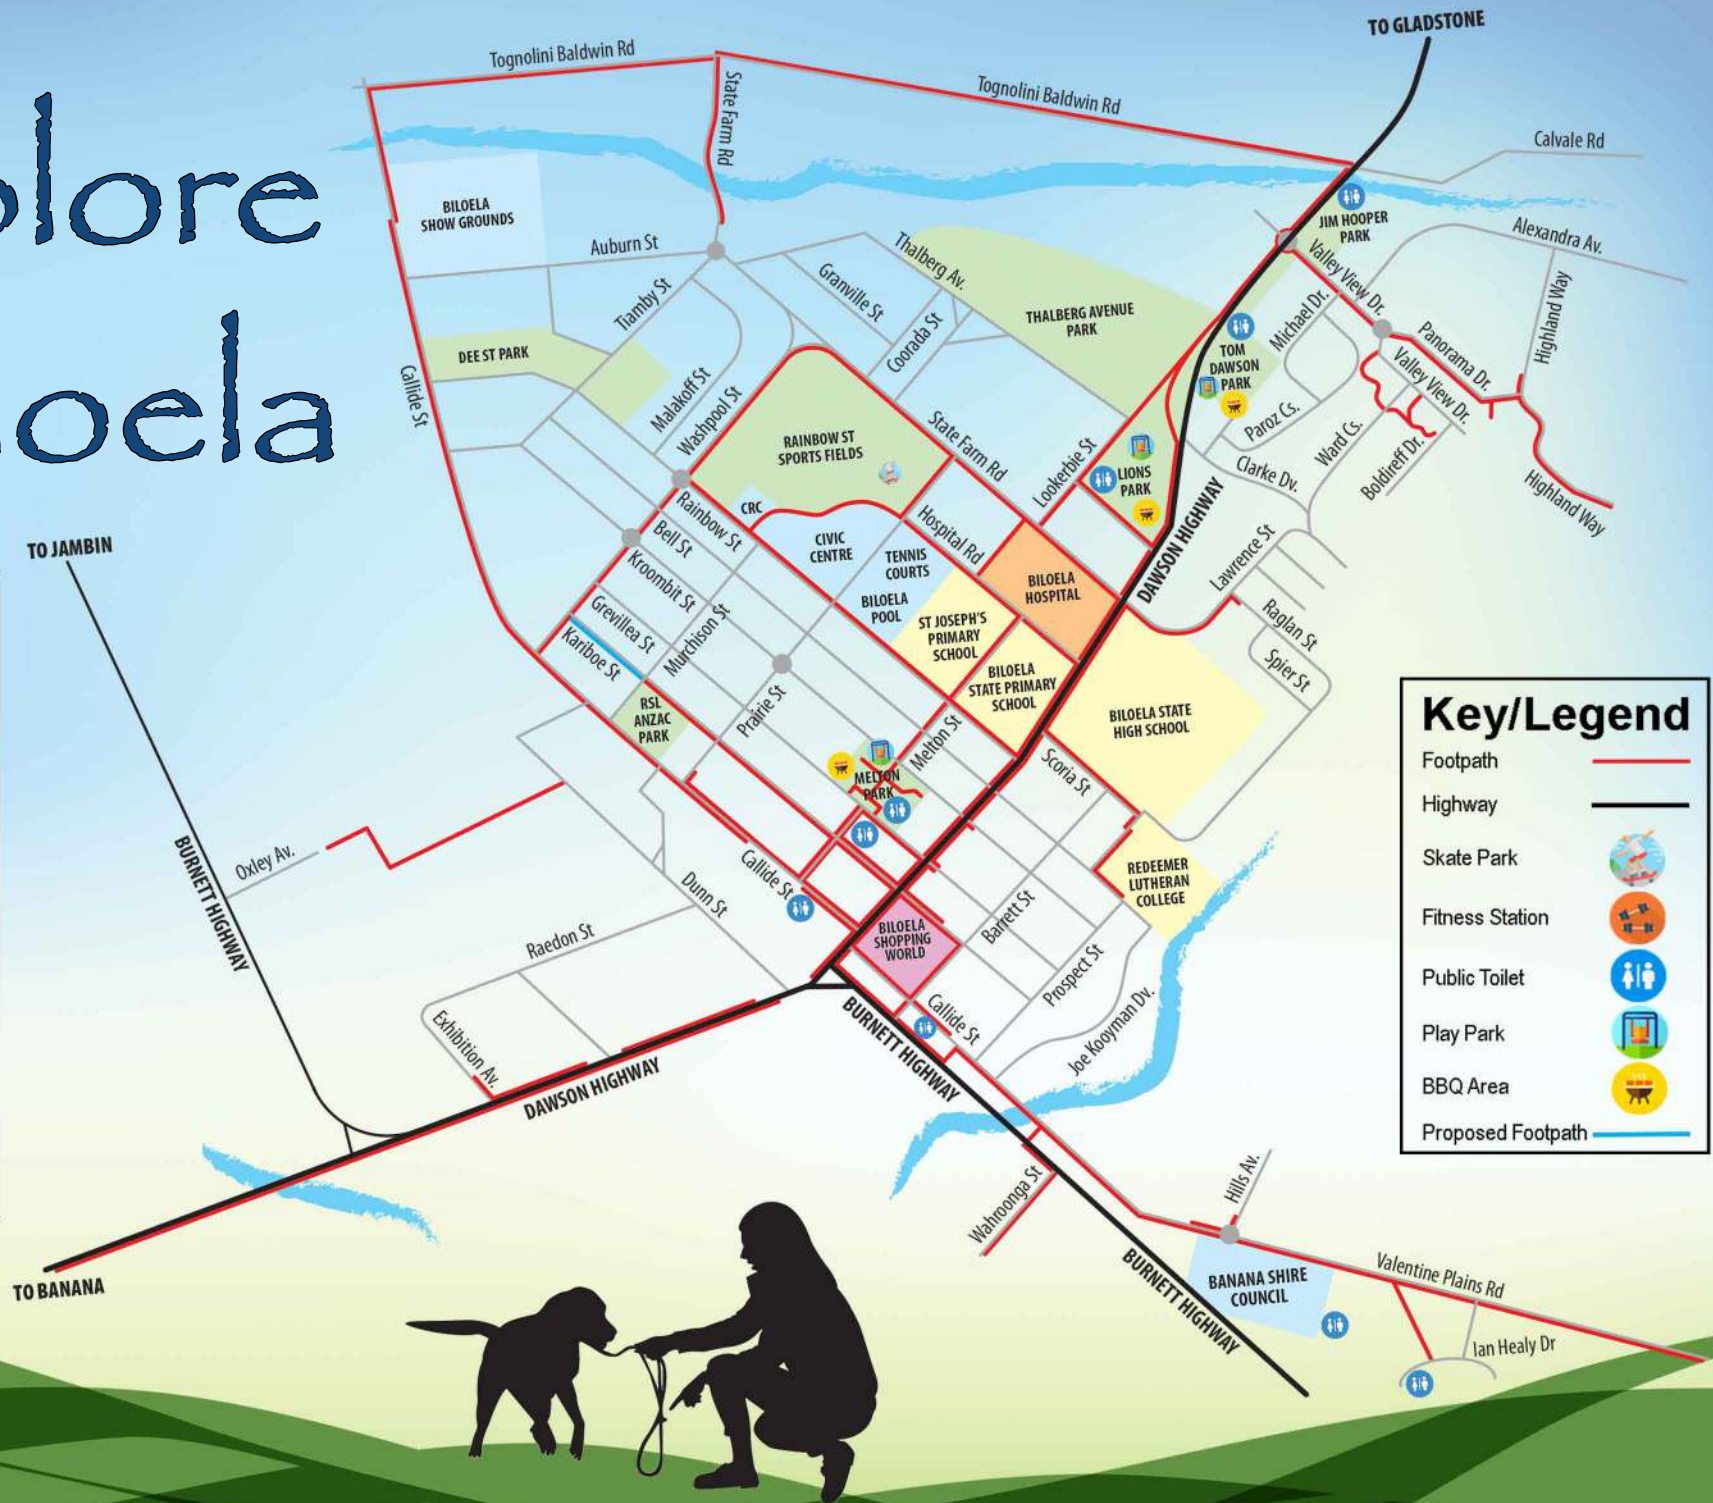 plore
oela
TO GLADSTONE
Tognolini Baldwin Rd
State Farm Rd
Tognolini Baldwin Rd
Calvale Rd
BILOELA
SHOW GROUNDS
Auburn St
Thalberg Av.
JIM HOOPER
PARK
Alexandra Av.
Valley View Dr.
Granville St
Tiamby St
Coorada St
THALBERG AVENUE
PARK
Michael Dr.
Highland Way
DEE ST PARK
TOM
DAWSON
PARK
Panorama Dr.
Valley View Dr.
Callide St
Malakoff St
Washpool St
RAINBOW ST
SPORTS FIELDS
State Farm Rd
Lookerbie St
Paroz Cs.
Ward Cs.
Boldireff Dr.
LIONS
PARK
Clarke Dv.
Highland Way
CRC
Rainbow St
Hospital Rd
DAWSON HIGHWAY
TO JAMBIN
Bell St
CIVIC
CENTRE
TENNIS
COURTS
Lawrence St
Kroombit St
BILOELA
HOSPITAL
BILOELA
POOL
Grevillea St
Murchison St
ST JOSEPH'S
PRIMARY
SCHOOL
Raglan St
Kariboe St
Spier St
BILOELA
STATE PRIMARY
SCHOOL
RSL
ANZAC
PARK
Prairie St
BILOELA STATE
HIGH SCHOOL
Melton St
Scoria St
MELTON
PARK
BURNETT HIGHWAY
Oxley Av.
Callide St
Dunn St
REDEEMER
LUTHERAN
COLLEGE
Barrett St
BILOELA
SHOPPING
WORLD
Raedon St
Prospect St
Exhibition Av.
Callide St
Joe Kooyman Dv.
BURNETT HIGHWAY
DAWSON HIGHWAY
Wahroonga St
Hills Av.
TO BANANA
BURNETT HIGHWAY
BANANA SHIRE
COUNCIL
Valentine Plains Rd
Ian Healy Dr
Key/Legend
Footpath
Highway
Skate Park
Fitness Station
Public Toilet
Play Park
BBQ Area
Proposed Footpath